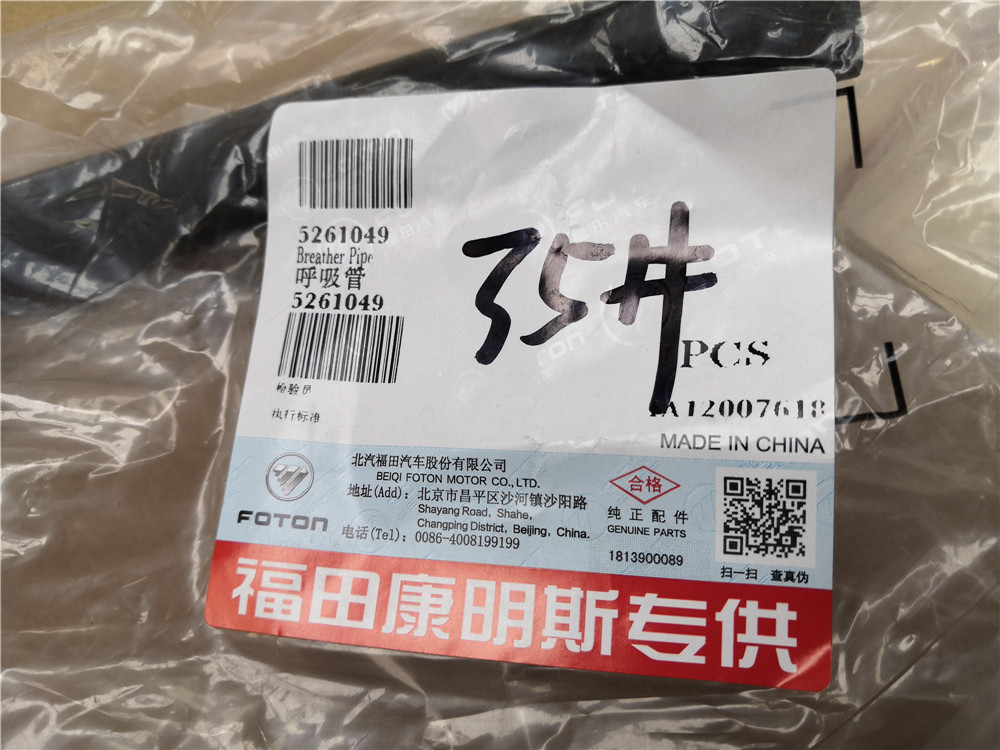 5261049
Breather Pipe
呼吸管
5261049
检验员
执行标准
35井
PCS
1A12007618
MADE IN CHINA
FOTON
北汽福田汽车股份有限公司
BEIQI FOTON MOTOR CO., LTD.
地址(Add): 北京市昌平区沙河镇沙阳路
Shayang Road, Shahe,
Changping District, Beijing, China.
电话(Tel): 0086-4008199199
合格
纯正配件
GENUINE PARTS
1813900089
扫一扫 查真伪
福田康明斯专供